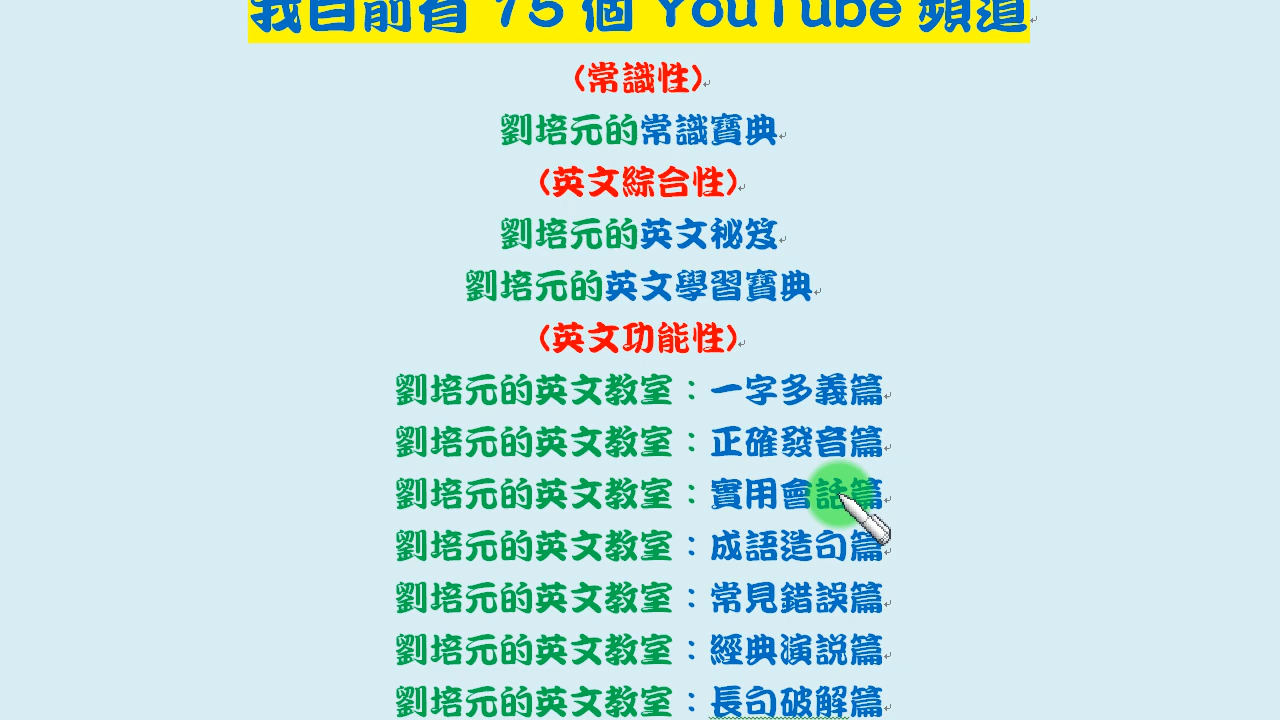 我目前有 15 個 YouTube 頻道
(常識性)
劉培元的常識寶典
(英文綜合性)
劉培元的英文秘笈
劉培元的英文學習寶典
(英文功能性)
劉培元的英文教室：一字多義篇
劉培元的英文教室：正確發音篇
劉培元的英文教室：實用會話篇
劉培元的英文教室：成語造句篇
劉培元的英文教室：常見錯誤篇
劉培元的英文教室：經典演説篇
劉培元的英文教室：長句破解篇